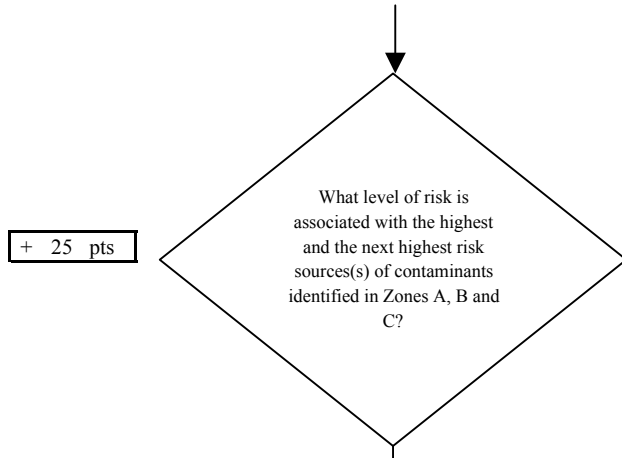 What level of risk is
associated with the highest
and the next highest risk
sources(s) of contaminants
identified in Zones A, B and
C?
+ 25 pts